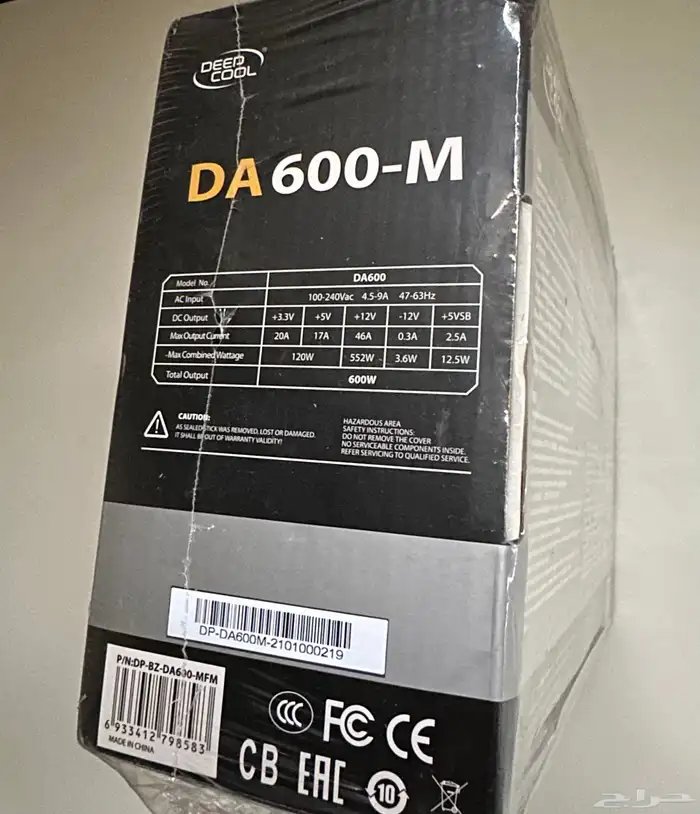 DEEP
COOL
DA 600-M
Model No. DA600
AC Input 100-240Vac 4.5-9A 47-63Hz
DC Output +3.3V +5V +12V -12V +5VSB
Max Output Current 20A 17A 46A 0.3A 2.5A
Max Combined Wattage 120W 552W 3.6W 12.5W
Total Output 600W
CAUTION:
AS SEALED STICK WAS REMOVED, LOST OR DAMAGED.
IT SHALL BE OUT OF WARRANTY VALIDITY!
HAZARDOUS AREA
SAFETY INSTRUCTIONS:
DO NOT REMOVE THE COVER
NO SERVICEABLE COMPONENTS INSIDE.
REFER SERVICING TO QUALIFIED SERVICE.
DP-DA600M-2101000219
P/N:DP-BZ-DA600-MFM
6 933412 798583
MADE IN CHINA
CCC FC CE
CB EAC 10
حراج